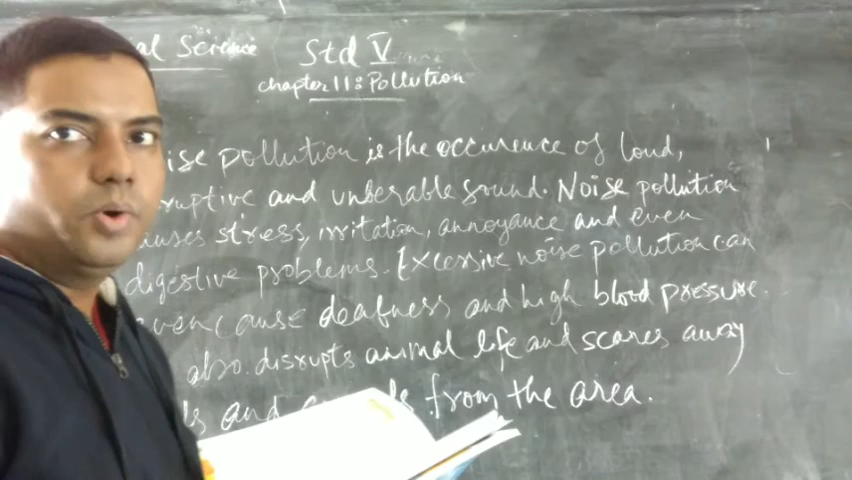 al Science Std V
chapter 11: Pollution
ise pollution is the occurence of loud,
ruptive and unberable sound. Noise pollution
uses stress, irritation, annoyance and even
digestive problems. Excessive noise pollution can
even cause deafness and high blood pressure.
also disrupts animal life and scares away
ds and from the area.